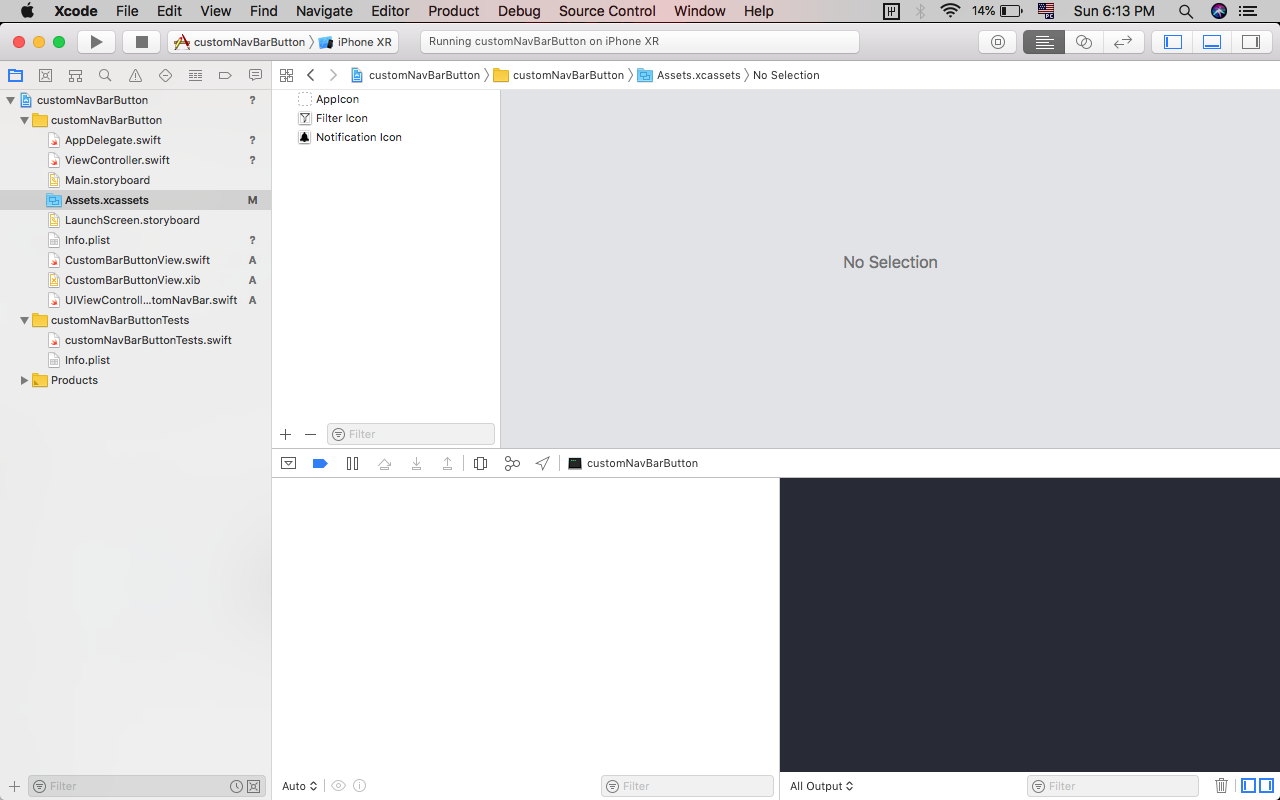 Xcode File Edit View Find Navigate Editor Product Debug Source Control Window Help 14% Sun 6:13 PM
customNavBarButton iPhone XR Running customNavBarButton on iPhone XR
customNavBarButton customNavBarButton Assets.xcassets No Selection
customNavBarButton ?
customNavBarButton
AppDelegate.swift ?
ViewController.swift ?
Main.storyboard
Assets.xcassets M
LaunchScreen.storyboard
Info.plist ?
CustomBarButtonView.swift A
CustomBarButtonView.xib A
UIViewControll...tomNavBar.swift A
customNavBarButtonTests
customNavBarButtonTests.swift
Info.plist
Products
Filter
AppIcon
Filter Icon
Notification Icon
Filter
No Selection
customNavBarButton
Auto Filter
All Output Filter